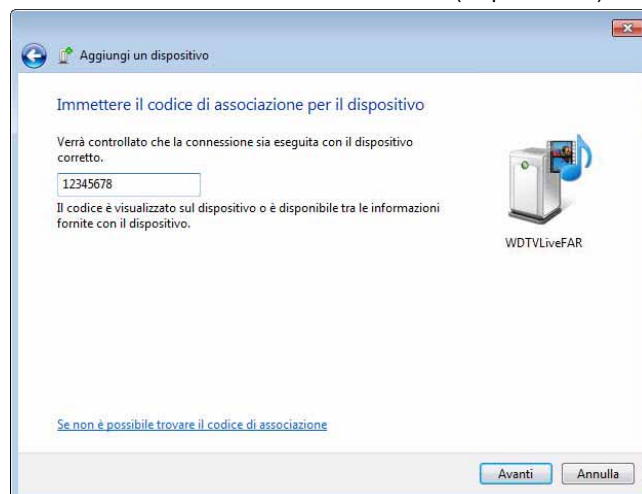 Aggiungi un dispositivo
Immettere il codice di associazione per il dispositivo
Verrà controllato che la connessione sia eseguita con il dispositivo
corretto.
12345678
Il codice è visualizzato sul dispositivo o è disponibile tra le informazioni
fornite con il dispositivo.
WDTVLiveFAR
Se non è possibile trovare il codice di associazione
Avanti
Annulla